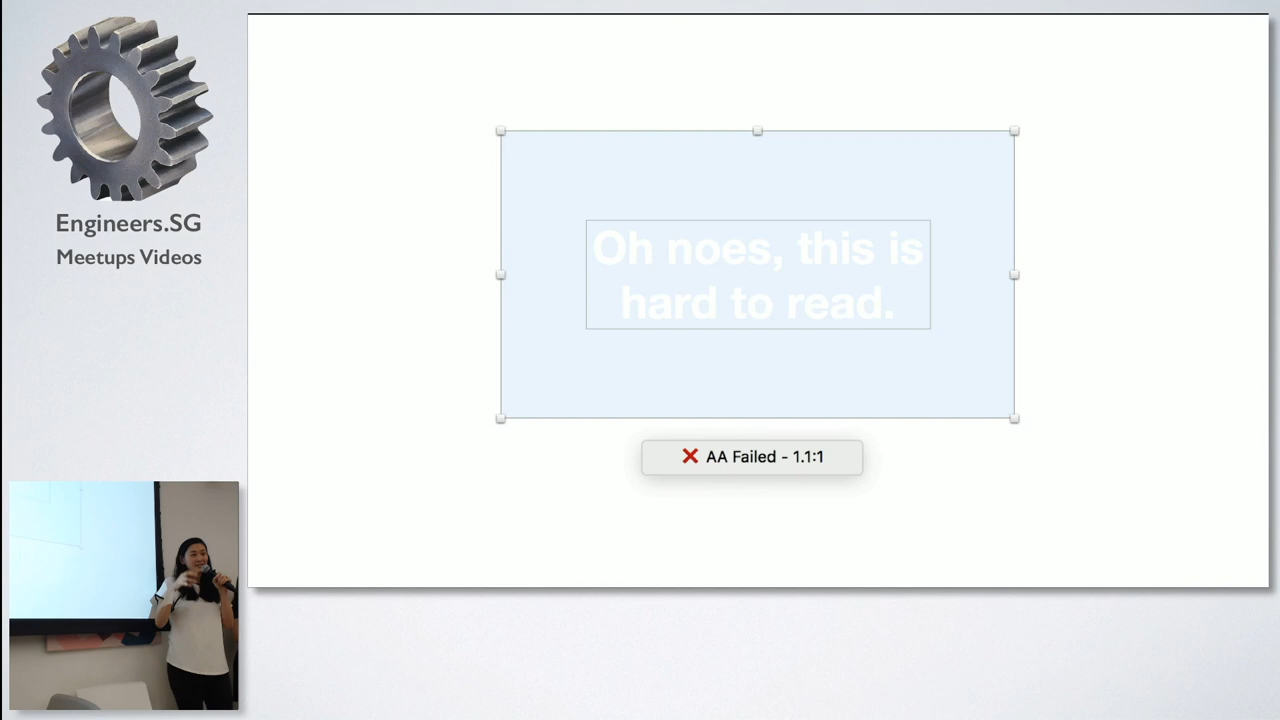 Engineers.SG
Meetups Videos
Oh noes, this is
hard to read.
AA Failed - 1.1:1